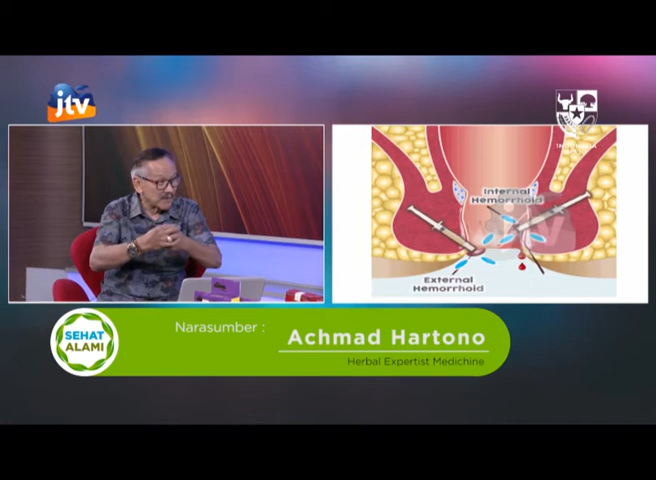 jtv
Internal
Hemorrhoid
External
Hemorrhoid
SEHAT
ALAMI
Narasumber :
Achmad Hartono
Herbal Expertist Medichine